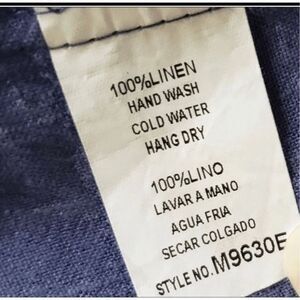 100%LINEN
HAND WASH
COLD WATER
HANG DRY
100%LINO
LAVAR A MANO
AGUA FRIA
SECAR COLGADO
STYLE NO.M9630E